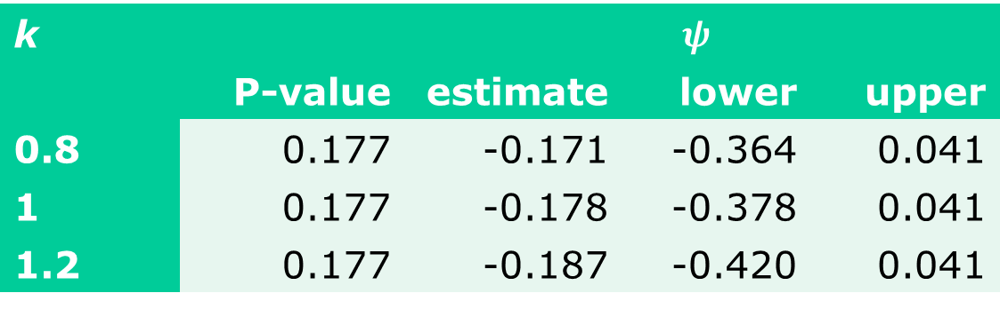 k ψ
P-value estimate lower upper
0.8 0.177 -0.171 -0.364 0.041
1 0.177 -0.178 -0.378 0.041
1.2 0.177 -0.187 -0.420 0.041